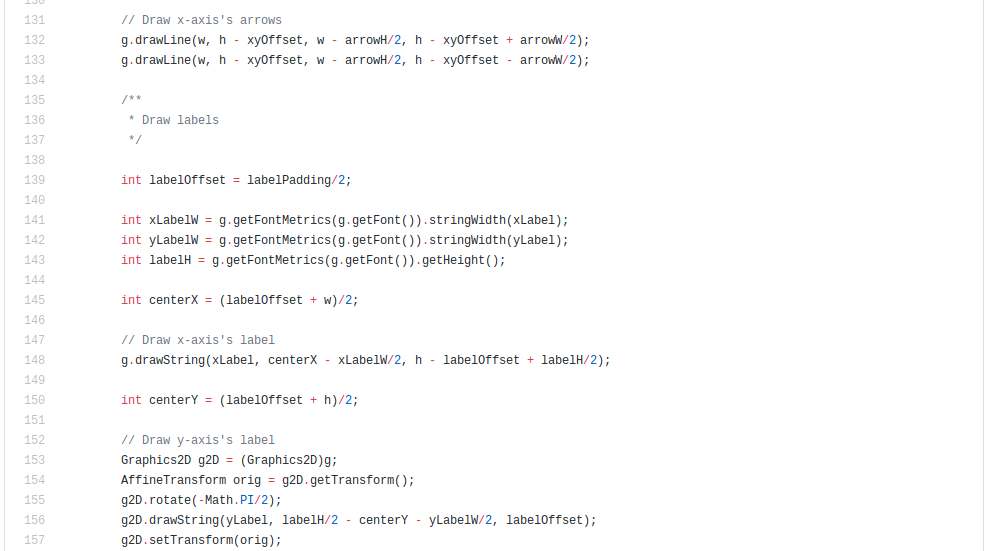 130
131 // Draw x-axis's arrows
132 g.drawLine(w, h - xyOffset, w - arrowH/2, h - xyOffset + arrowW/2);
133 g.drawLine(w, h - xyOffset, w - arrowH/2, h - xyOffset - arrowW/2);
134
135 /**
136 * Draw labels
137 */
138
139 int labelOffset = labelPadding/2;
140
141 int xLabelW = g.getFontMetrics(g.getFont()).stringWidth(xLabel);
142 int yLabelW = g.getFontMetrics(g.getFont()).stringWidth(yLabel);
143 int labelH = g.getFontMetrics(g.getFont()).getHeight();
144
145 int centerX = (labelOffset + w)/2;
146
147 // Draw x-axis's label
148 g.drawString(xLabel, centerX - xLabelW/2, h - labelOffset + labelH/2);
149
150 int centerY = (labelOffset + h)/2;
151
152 // Draw y-axis's label
153 Graphics2D g2D = (Graphics2D)g;
154 AffineTransform orig = g2D.getTransform();
155 g2D.rotate(-Math.PI/2);
156 g2D.drawString(yLabel, labelH/2 - centerY - yLabelW/2, labelOffset);
157 g2D.setTransform(orig);